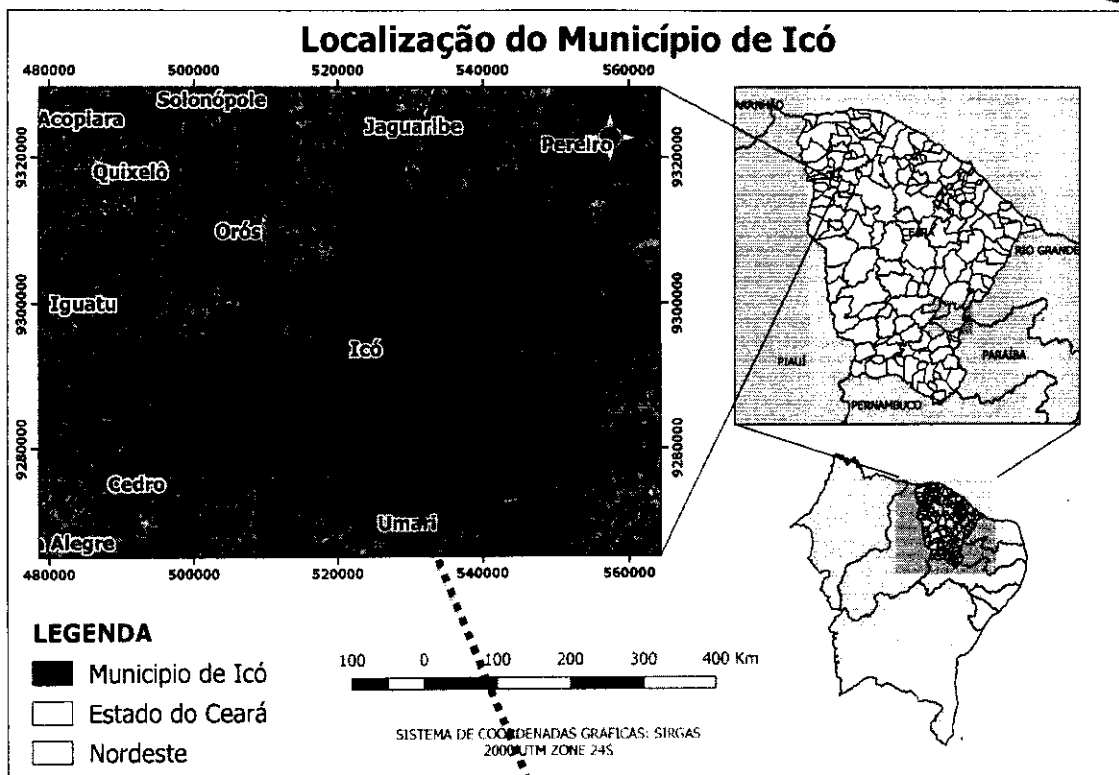 Localização do Município de Icó
480000 500000 520000 540000 560000
Solonópole
Acopiara
Jaguaribe
Pereiro
9320000
9320000
Quixelô
Orós
Iguatu
9300000
9300000
Icó
9280000
9280000
Cedro
Umari
Alegre
480000 500000 520000 540000 560000
RIO GRANDE
PARAÍBA
PIAUÍ
PERNAMBUCO
LEGENDA
Municipio de Icó
Estado do Ceará
Nordeste
100 0 100 200 300 400 Km
SISTEMA DE COORDENADAS GRÁFICAS: SIRGAS
2000 UTM ZONE 24S